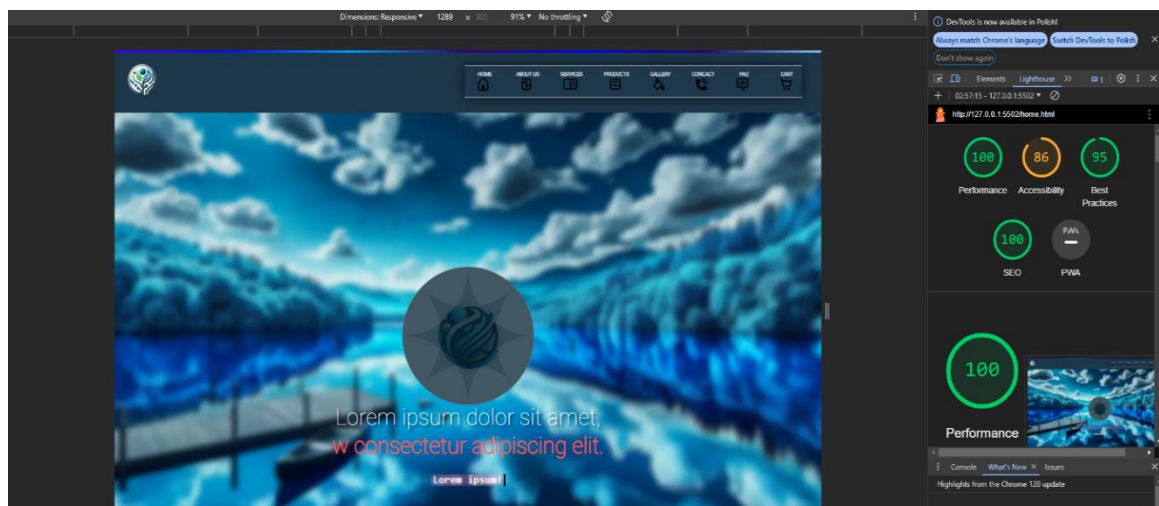 Dimensions: Responsive ▼ 1289 × 91% ▼ No throttling ▼
DevTools is now available in Polish!
Always match Chrome's language Switch DevTools to Polish
Don't show again
Elements Lighthouse 1
02:57:15 - 127.0.0.1:5502 ▼
http://127.0.0.1:5502/home.html
HOME ABOUT US SERVICES PRODUCTS GALLERY CONTACT FAQ CART
100 86 95
Performance Accessibility Best
Practices
100 PWA
SEO PWA
100
Performance
Lorem ipsum dolor sit amet,
w consectetur adipiscing elit.
Lorem ipsum!
Console What's New Issues
Highlights from the Chrome 120 update